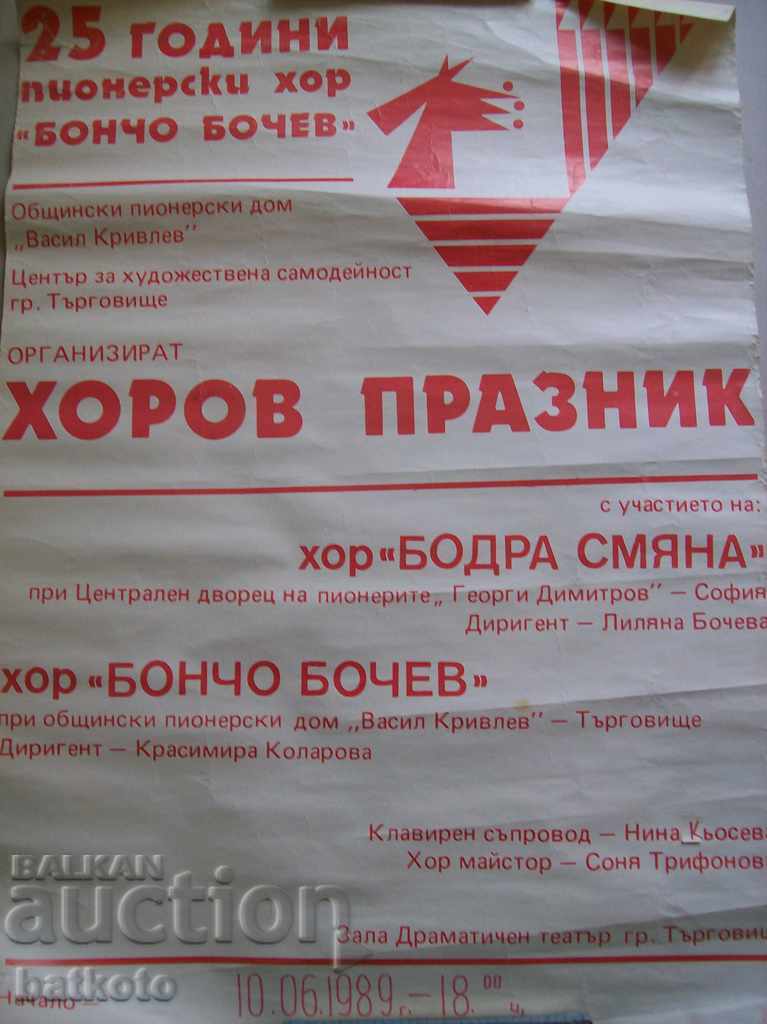 25 ГОДИНИ
пионерски хор
«БОНЧО БОЧЕВ»
Общински пионерски дом
„Васил Кривлев"
Център за художествена самодейност
гр. Търговище
ОРГАНИЗИРАТ
ХОРОВ ПРАЗНИК
с участието на:
хор «БОДРА СМЯНА»
при Централен дворец на пионерите „ Георги Димитров" – София
Диригент – Лиляна Бочева
хор «БОНЧО БОЧЕВ»
при общински пионерски дом „Васил Кривлев" – Търговище
Диригент – Красимира Коларова
Клавирен съпровод – Нина Кьосева
Хор майстор – Соня Трифонов
Зала Драматичен театър гр. Търговищ
Начало – 10.06.1989 г. – 18.00 ч.
BALKAN
auction
batkoto